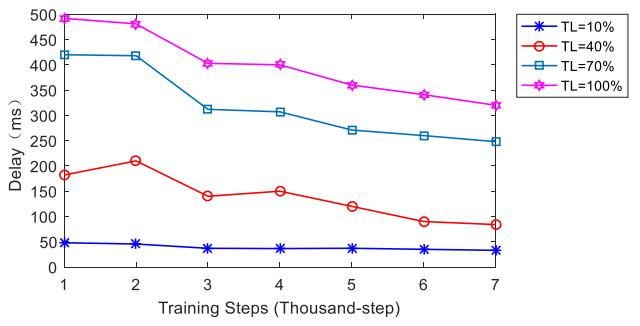 500
450
400
350
300
250
200
150
100
50
0
Delay（ms）
1 2 3 4 5 6 7
Training Steps (Thousand-step)
TL=10%
TL=40%
TL=70%
TL=100%